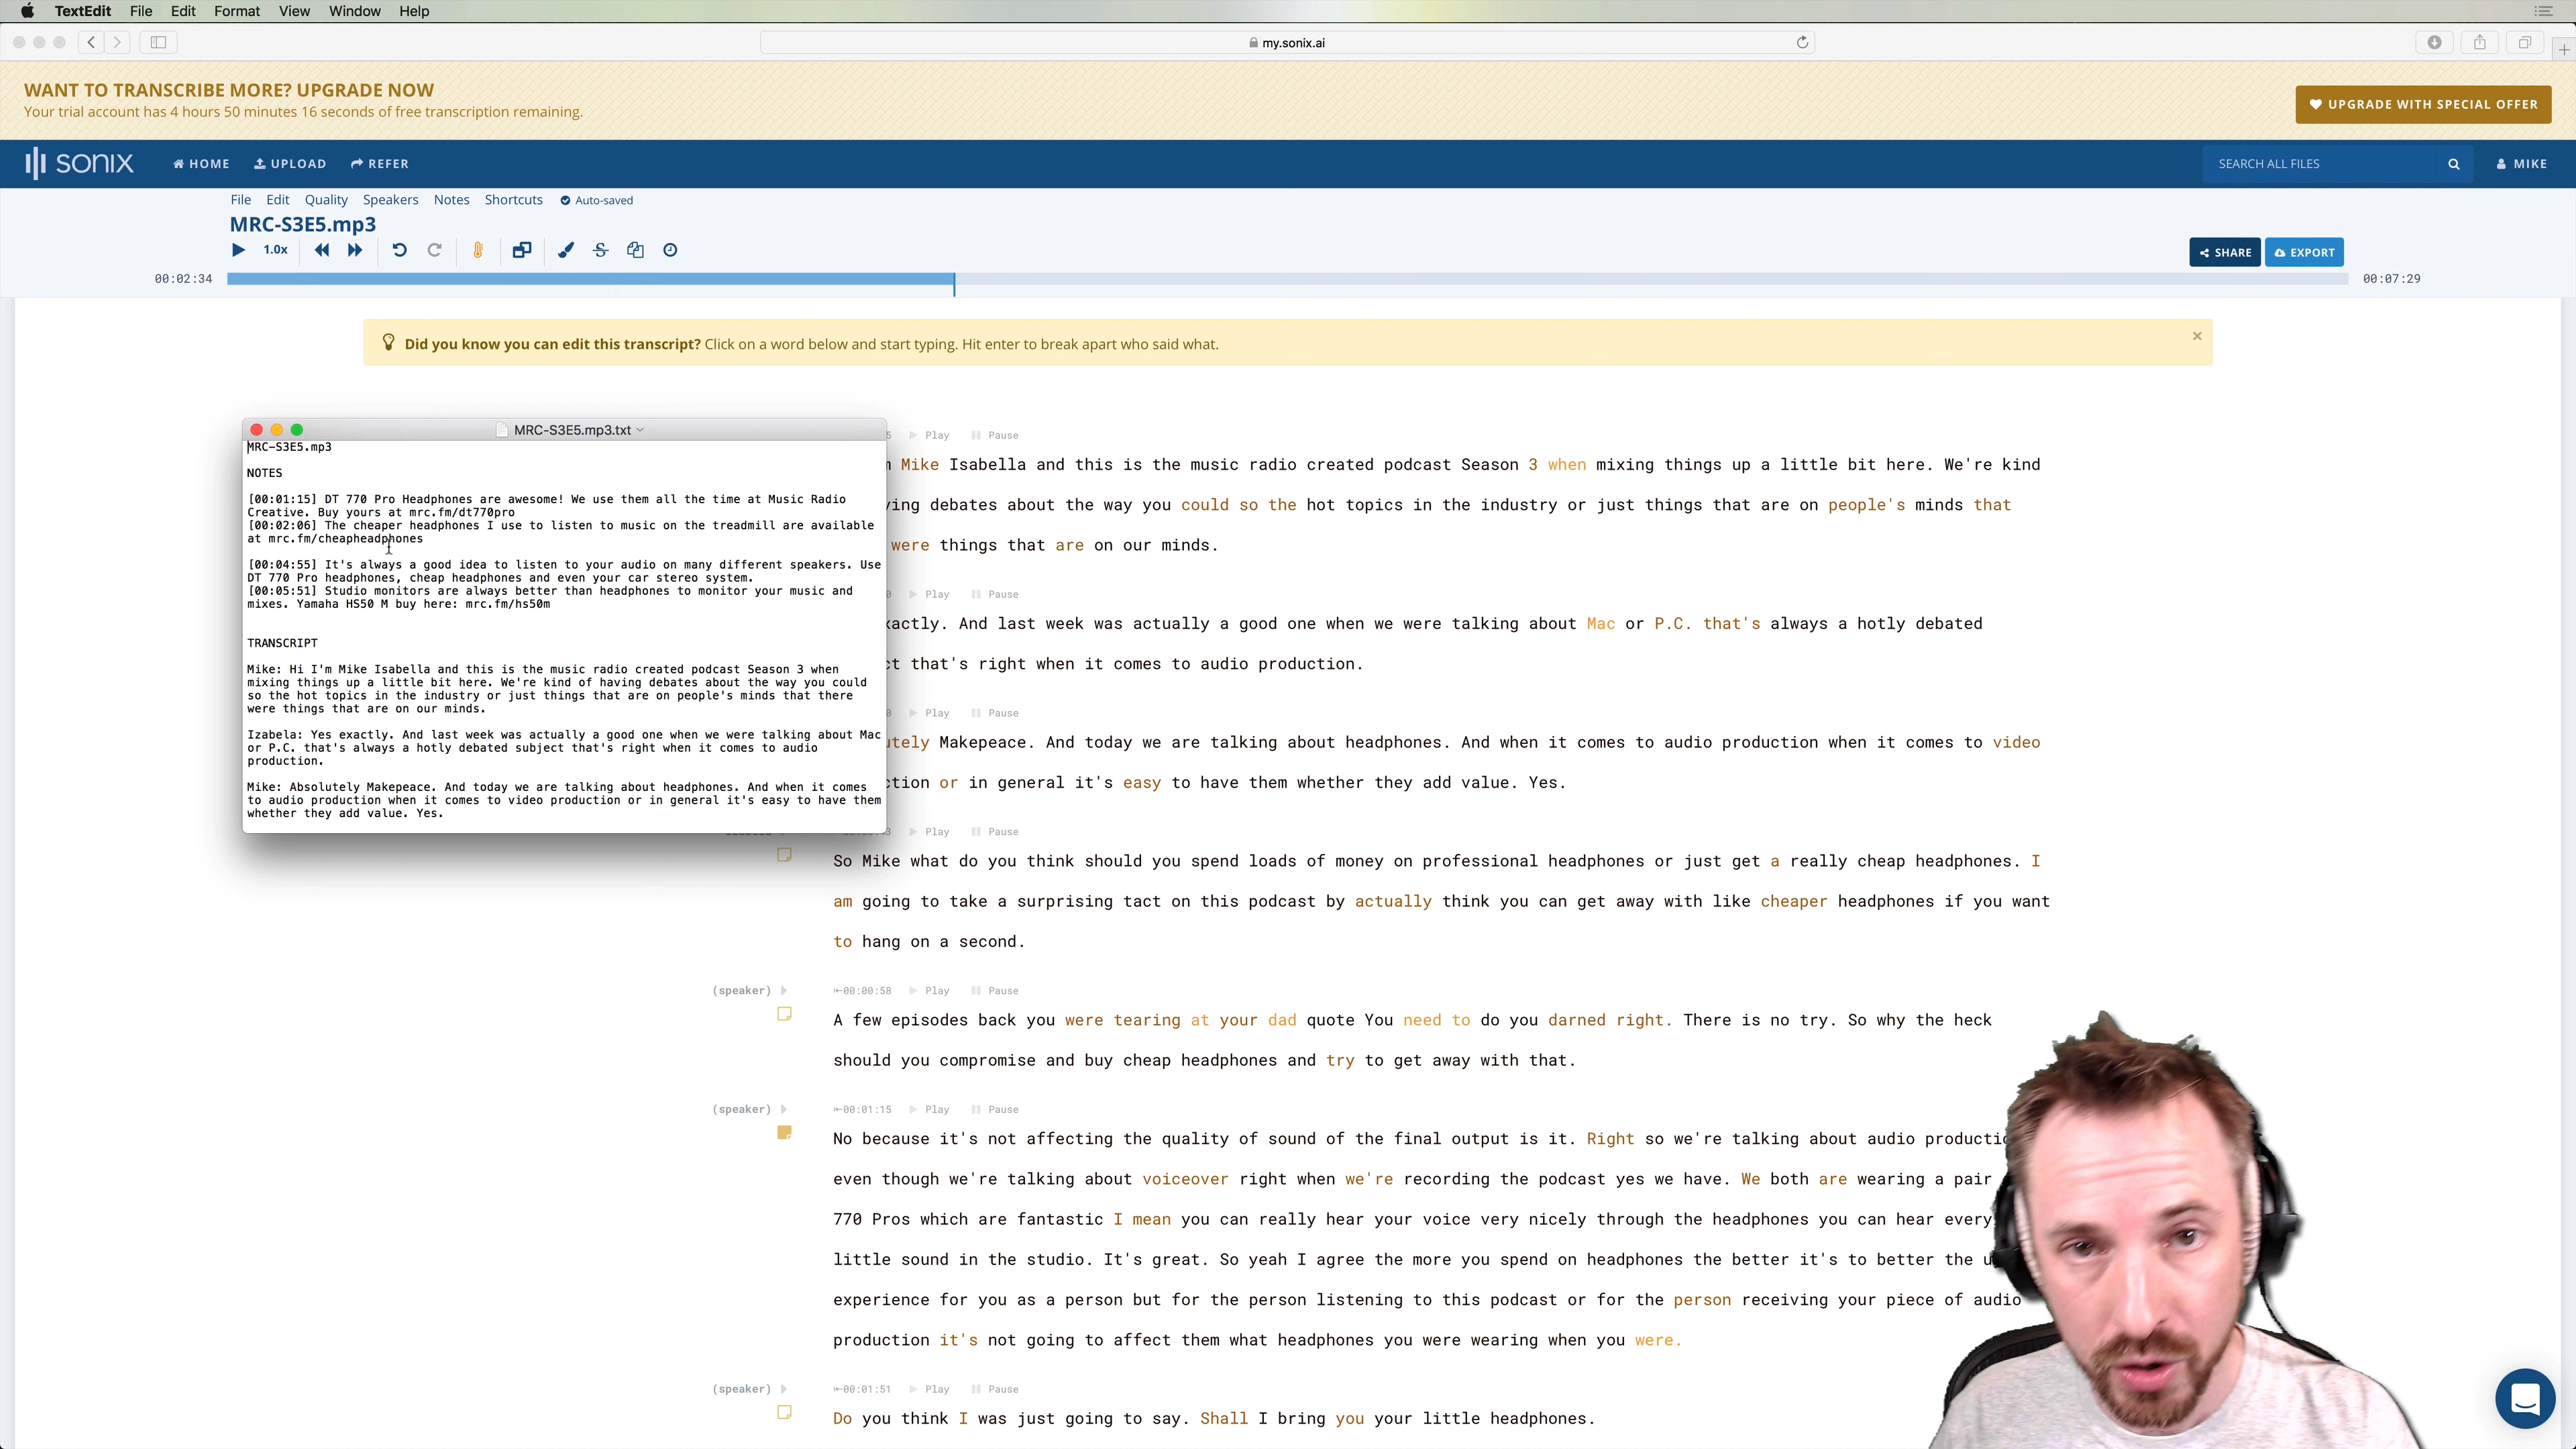 TextEdit File Edit Format View Window Help
my.sonix.ai
WANT TO TRANSCRIBE MORE? UPGRADE NOW
Your trial account has 4 hours 50 minutes 16 seconds of free transcription remaining.
UPGRADE WITH SPECIAL OFFER
sonix HOME UPLOAD REFER
SEARCH ALL FILES
MIKE
File Edit Quality Speakers Notes Shortcuts Auto-saved
MRC-S3E5.mp3
1.0x
SHARE EXPORT
00:02:34
00:07:29
Did you know you can edit this transcript? Click on a word below and start typing. Hit enter to break apart who said what.
MRC-S3E5.mp3.txt
MRC-S3E5.mp3
NOTES
[00:01:15] DT 770 Pro Headphones are awesome! We use them all the time at Music Radio
Creative. Buy yours at mrc.fm/dt770pro
[00:02:06] The cheaper headphones I use to listen to music on the treadmill are available
at mrc.fm/cheapheadphones
[00:04:55] It's always a good idea to listen to your audio on many different speakers. Use
DT 770 Pro headphones, cheap headphones and even your car stereo system.
[00:05:51] Studio monitors are always better than headphones to monitor your music and
mixes. Yamaha HS50 M buy here: mrc.fm/hs50m
TRANSCRIPT
Mike: Hi I'm Mike Isabella and this is the music radio created podcast Season 3 when
mixing things up a little bit here. We're kind of having debates about the way you could
so the hot topics in the industry or just things that are on people's minds that there
were things that are on our minds.
Izabela: Yes exactly. And last week was actually a good one when we were talking about Mac
or P.C. that's always a hotly debated subject that's right when it comes to audio
production.
Mike: Absolutely Makepeace. And today we are talking about headphones. And when it comes
to audio production when it comes to video production or in general it's easy to have them
whether they add value. Yes.
5 Play Pause
Mike Isabella and this is the music radio created podcast Season 3 when mixing things up a little bit here. We're kind
ving debates about the way you could so the hot topics in the industry or just things that are on people's minds that
were things that are on our minds.
0 Play Pause
xactly. And last week was actually a good one when we were talking about Mac or P.C. that's always a hotly debated
ct that's right when it comes to audio production.
0 Play Pause
utely Makepeace. And today we are talking about headphones. And when it comes to audio production when it comes to video
ction or in general it's easy to have them whether they add value. Yes.
3 Play Pause
So Mike what do you think should you spend loads of money on professional headphones or just get a really cheap headphones. I
am going to take a surprising tact on this podcast by actually think you can get away with like cheaper headphones if you want
to hang on a second.
(speaker) 00:00:58 Play Pause
A few episodes back you were tearing at your dad quote You need to do you darned right. There is no try. So why the heck
should you compromise and buy cheap headphones and try to get away with that.
(speaker) 00:01:15 Play Pause
No because it's not affecting the quality of sound of the final output is it. Right so we're talking about audio productio
even though we're talking about voiceover right when we're recording the podcast yes we have. We both are wearing a pair
770 Pros which are fantastic I mean you can really hear your voice very nicely through the headphones you can hear every
little sound in the studio. It's great. So yeah I agree the more you spend on headphones the better it's to better the u
experience for you as a person but for the person listening to this podcast or for the person receiving your piece of audio
production it's not going to affect them what headphones you were wearing when you were.
(speaker) 00:01:51 Play Pause
Do you think I was just going to say. Shall I bring you your little headphones.